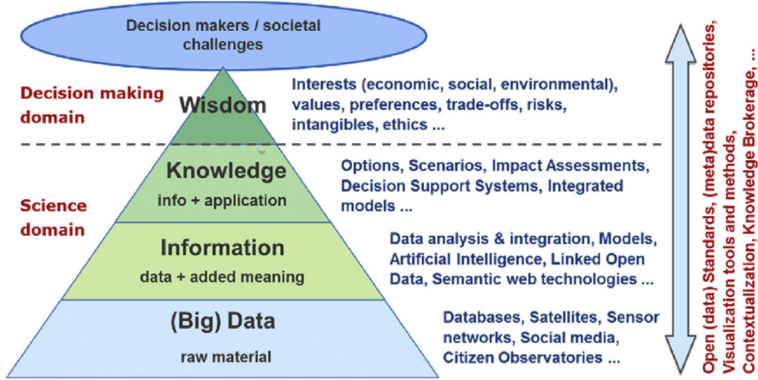 Decision makers / societal
challenges
Decision making
domain
Wisdom
Interests (economic, social, environmental),
values, preferences, trade-offs, risks,
intangibles, ethics ...
Knowledge
info + application
Options, Scenarios, Impact Assessments,
Decision Support Systems, Integrated
models ...
Science
domain
Information
data + added meaning
Data analysis & integration, Models,
Artificial Intelligence, Linked Open
Data, Semantic web technologies ...
(Big) Data
raw material
Databases, Satellites, Sensor
networks, Social media,
Citizen Observatories ...
Open (data) Standards, (meta)data repositories,
Visualization tools and methods,
Contextualization, Knowledge Brokerage, ...